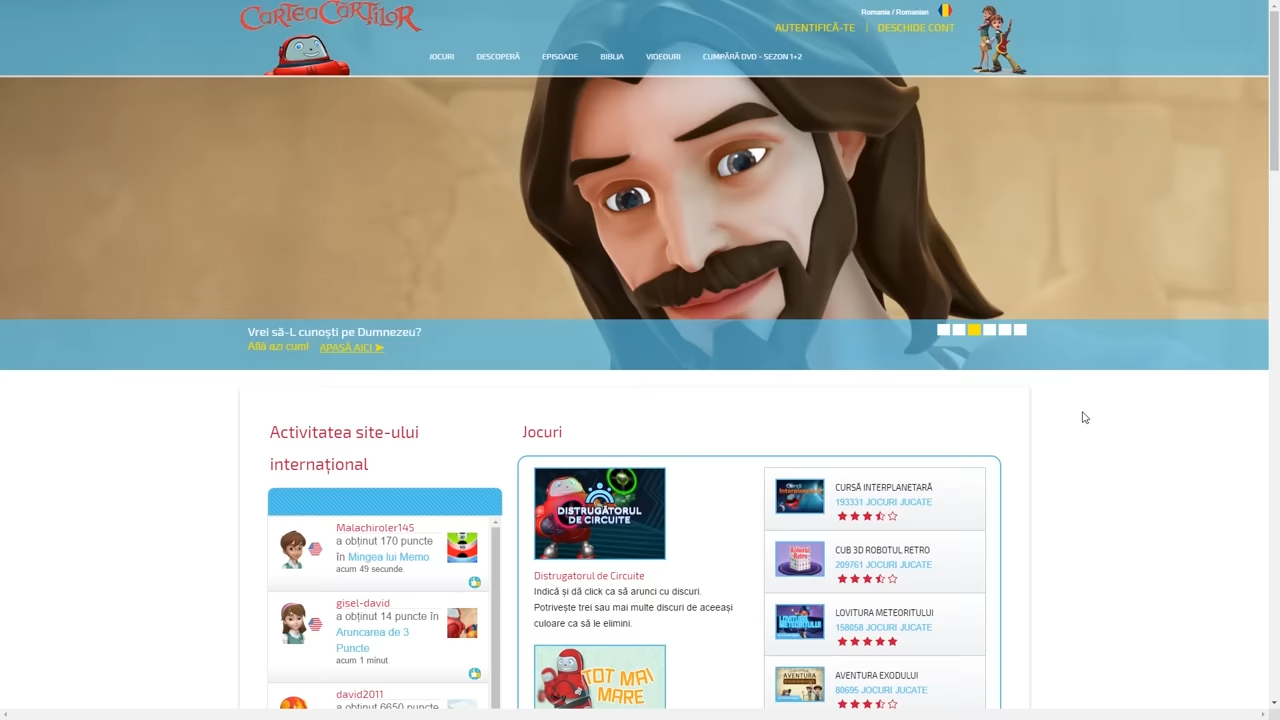 CarteaCărților
Romania / Romanian
AUTENTIFICĂ-TE | DESCHIDE CONT
JOCURI DESCOPERĂ EPISOADE BIBLIA VIDEOURI CUMPĂRĂ DVD - SEZON 1+2
Vrei să-L cunoști pe Dumnezeu?
Află azi cum! APASĂ AICI ➤
Activitatea site-ului
internațional
Malachiroler145
a obținut 170 puncte
în Mingea lui Memo
acum 49 secunde.
gisel-david
a obținut 14 puncte în
Aruncarea de 3
Puncte
acum 1 minut.
david2011
a obținut 6650 puncte
Jocuri
DISTRUGĂTORUL
DE CIRCUITE
Distrugatorul de Circuite
Indică și dă click ca să arunci cu discuri.
Potrivește trei sau mai multe discuri de aceeași
culoare ca să le elimini.
TOT MAI
MARE
CURSĂ INTERPLANETARĂ
193331 JOCURI JUCATE
CUB 3D ROBOTUL RETRO
209761 JOCURI JUCATE
LOVITURA METEORITULUI
158058 JOCURI JUCATE
AVENTURA EXODULUI
80695 JOCURI JUCATE